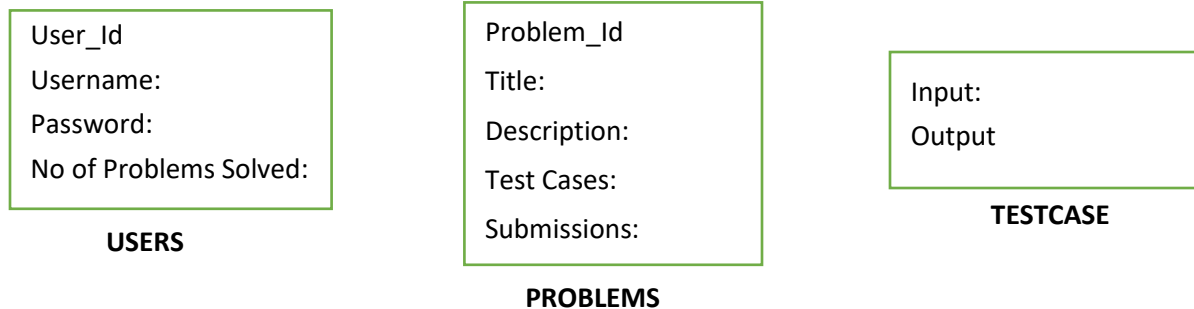 User_Id
Username:
Password:
No of Problems Solved:
USERS
Problem_Id
Title:
Description:
Test Cases:
Submissions:
PROBLEMS
Input:
Output
TESTCASE